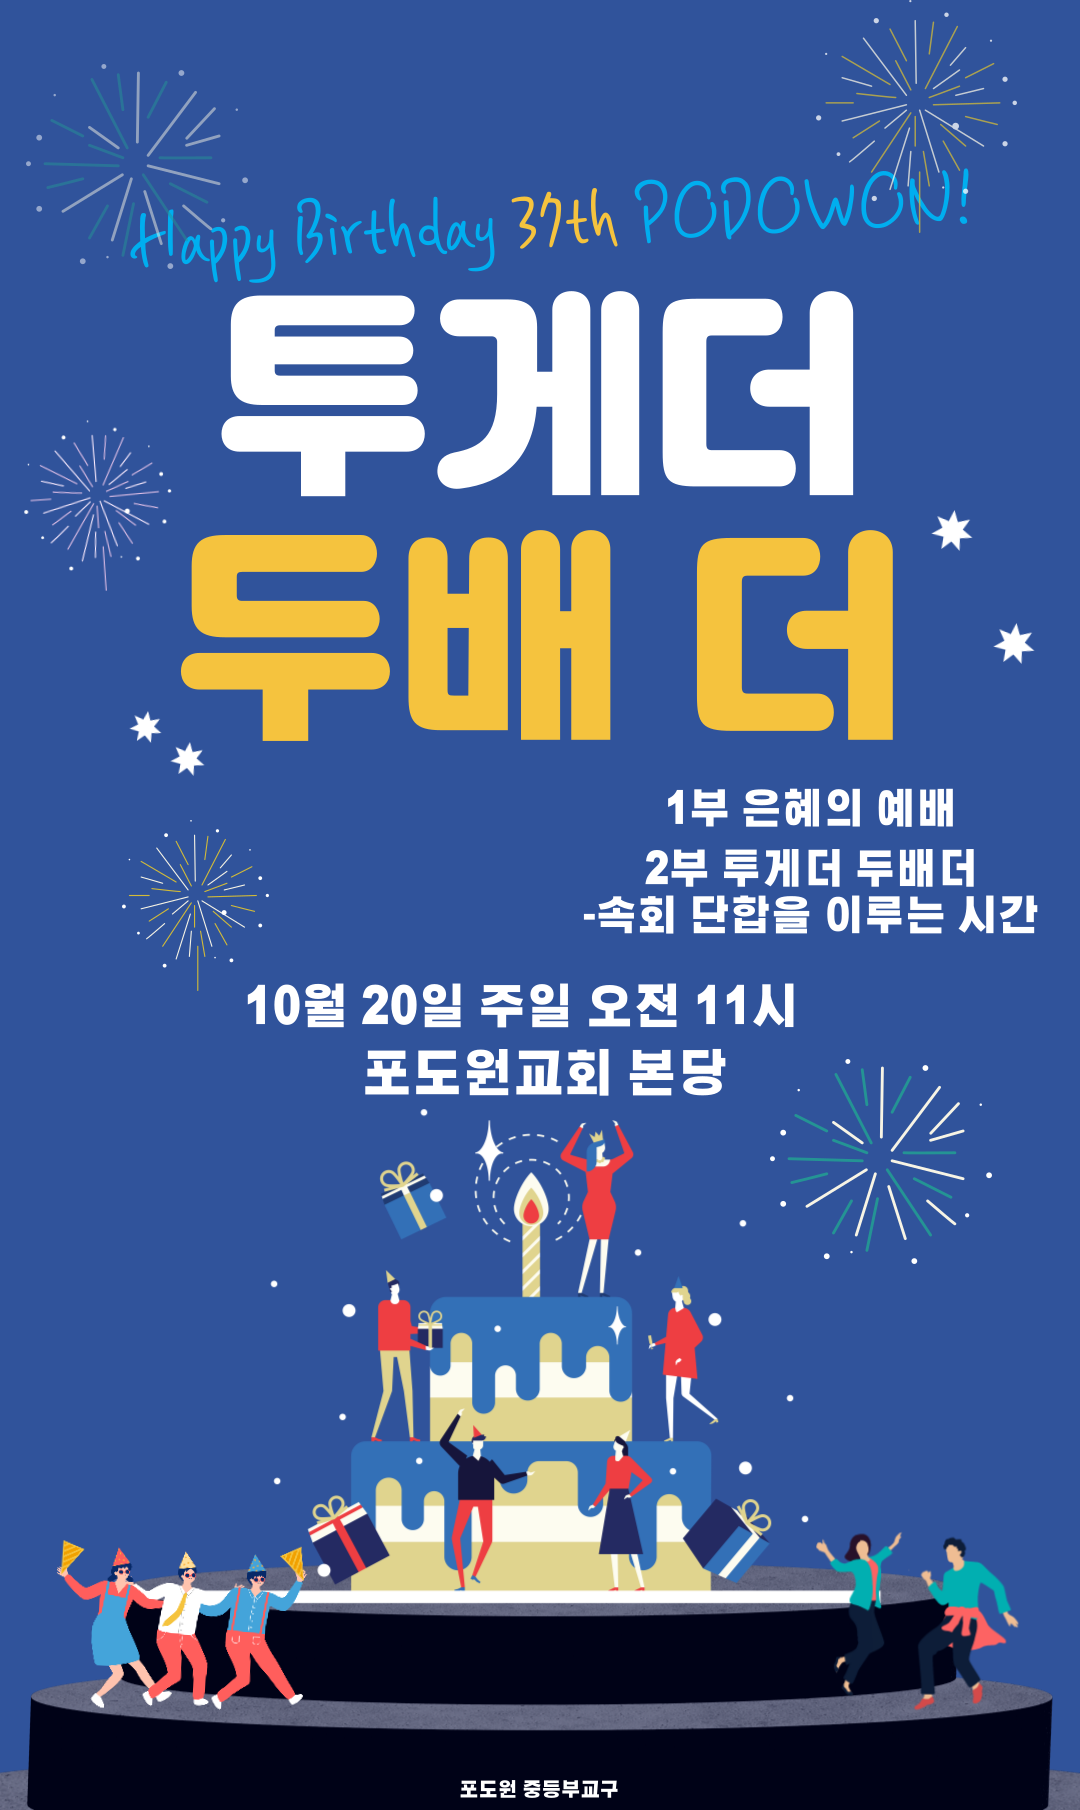 Happy Birthday 37th PODOWON!
투게더
두배 더
1부 은혜의 예배
2부 투게더 두배더
-속회 단합을 이루는 시간
10월 20일 주일 오전 11시
포도원교회 본당
포도원 중등부교구